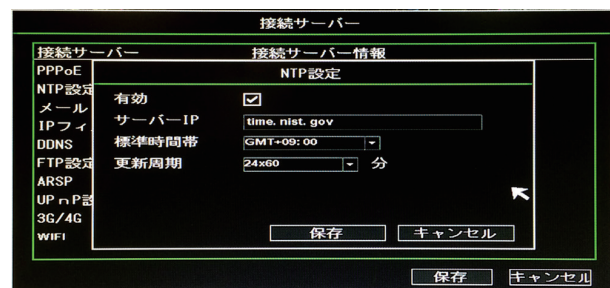 接続サーバー
接続サーバー 接続サーバー情報
PPPoE
NTP設定
NTP設定
メール
有効
IPフィ
サーバーIP time.nist.gov
DDNS
標準時間帯 GMT+09:00
FTP設定
更新周期 24x60 分
ARSP
UPnP設
3G/4G
WIFI
保存 キャンセル
保存 キャンセル